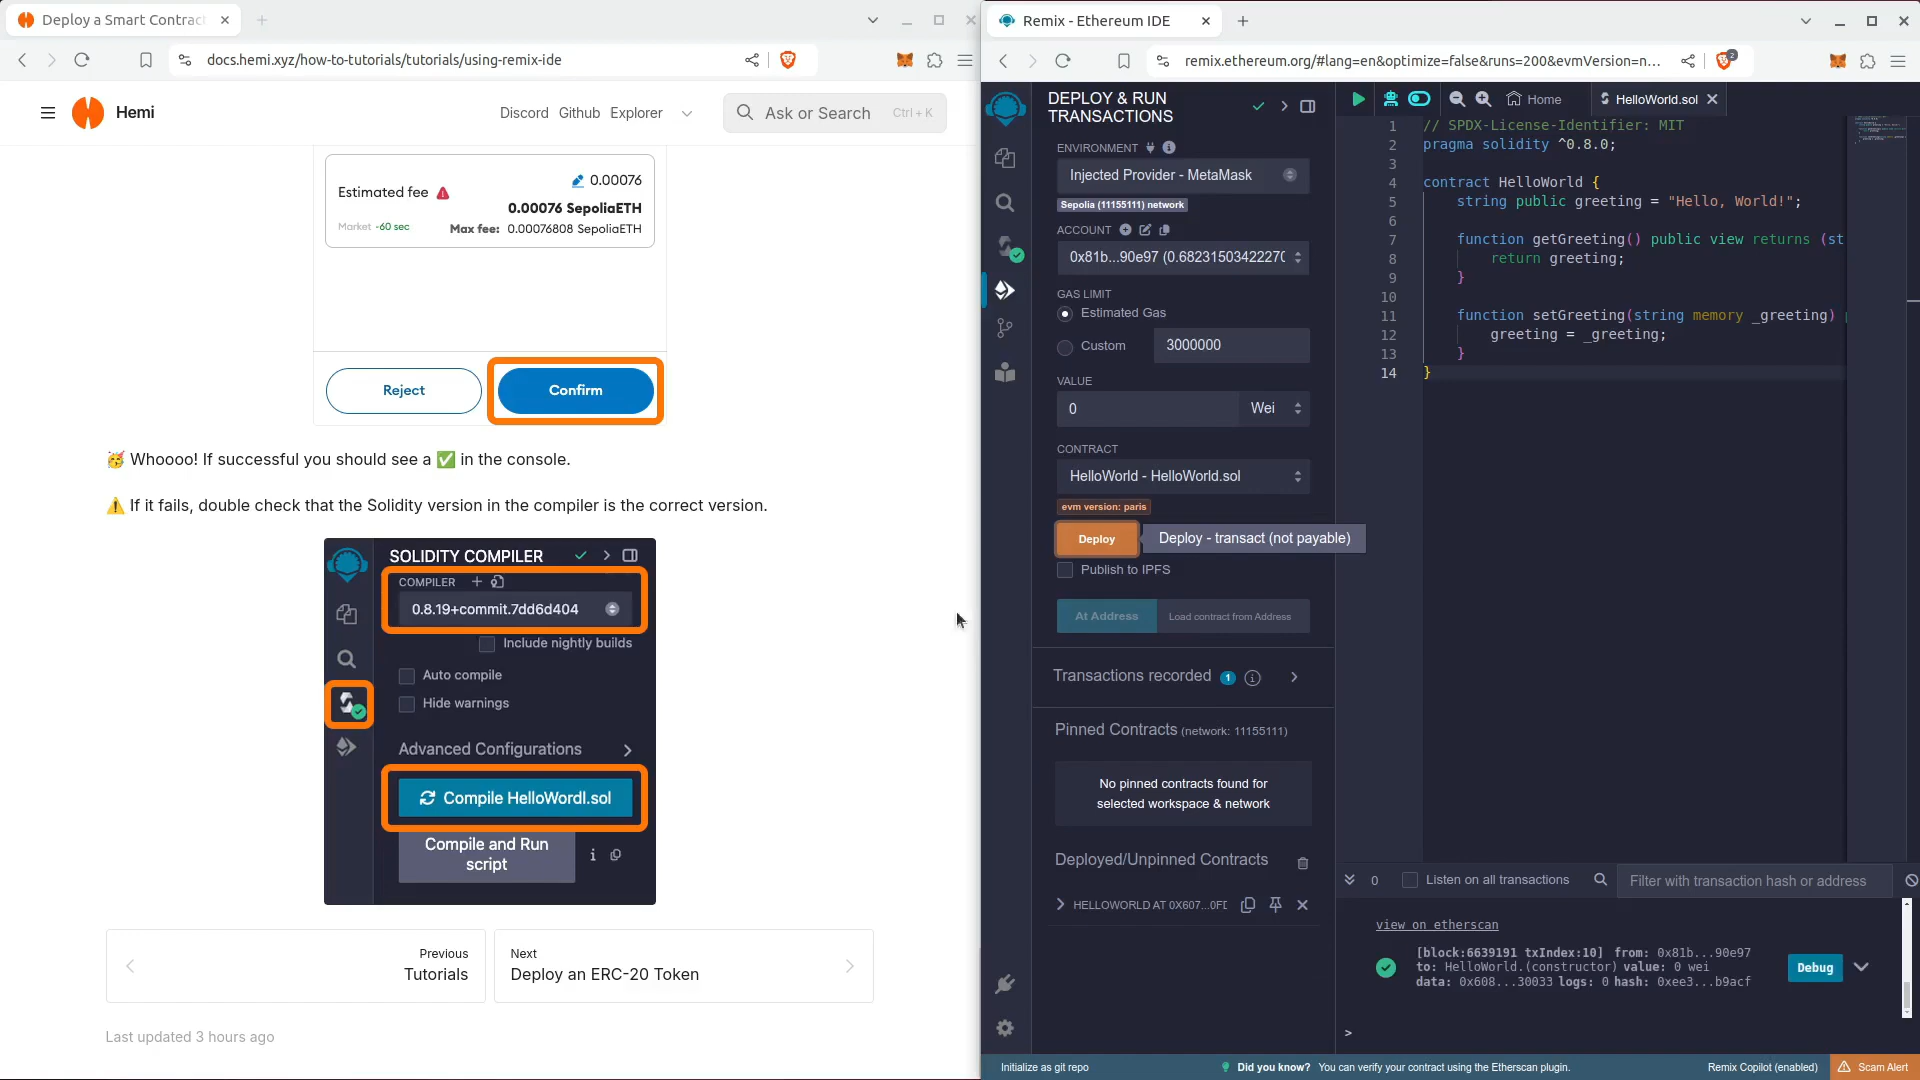 Deploy a Smart Contrac
docs.hemi.xyz/how-to-tutorials/tutorials/using-remix-ide
Hemi
Discord Github Explorer
Ask or Search Ctrl + K
0.00076
Estimated fee
0.00076 SepoliaETH
Market -60 sec Max fee: 0.00076808 SepoliaETH
Reject
Confirm
🥳 Whoooo! If successful you should see a ✅ in the console.
⚠️ If it fails, double check that the Solidity version in the compiler is the correct version.
SOLIDITY COMPILER
COMPILER
0.8.19+commit.7dd6d404
Include nightly builds
Auto compile
Hide warnings
Advanced Configurations
Compile HelloWordl.sol
Compile and Run
script
Previous
Tutorials
Next
Deploy an ERC-20 Token
Last updated 3 hours ago
Remix - Ethereum IDE
remix.ethereum.org/#lang=en&optimize=false&runs=200&evmVersion=n...
2
DEPLOY & RUN
TRANSACTIONS
ENVIRONMENT
Injected Provider - MetaMask
Sepolia (11155111) network
ACCOUNT
0x81b...90e97 (0.68231503422270
GAS LIMIT
Estimated Gas
Custom
3000000
VALUE
0
Wei
CONTRACT
HelloWorld - HelloWorld.sol
evm version: paris
Deploy
Deploy - transact (not payable)
Publish to IPFS
At Address
Load contract from Address
Transactions recorded 1
Pinned Contracts (network: 11155111)
No pinned contracts found for
selected workspace & network
Deployed/Unpinned Contracts
HELLOWORLD AT 0X607...0FD
Home
HelloWorld.sol
1 // SPDX-License-Identifier: MIT
2 pragma solidity ^0.8.0;
3
4 contract HelloWorld {
5 string public greeting = "Hello, World!";
6
7 function getGreeting() public view returns (st
8 return greeting;
9 }
10
11 function setGreeting(string memory _greeting) p
12 greeting = _greeting;
13 }
14 }
0
Listen on all transactions
Filter with transaction hash or address
view on etherscan
[block:6639191 txIndex:10] from: 0x81b...90e97
to: HelloWorld.(constructor) value: 0 wei
data: 0x608...30033 logs: 0 hash: 0xee3...b9acf
Debug
>
Initialize as git repo
Did you know? You can verify your contract using the Etherscan plugin.
Remix Copilot (enabled)
Scam Alert